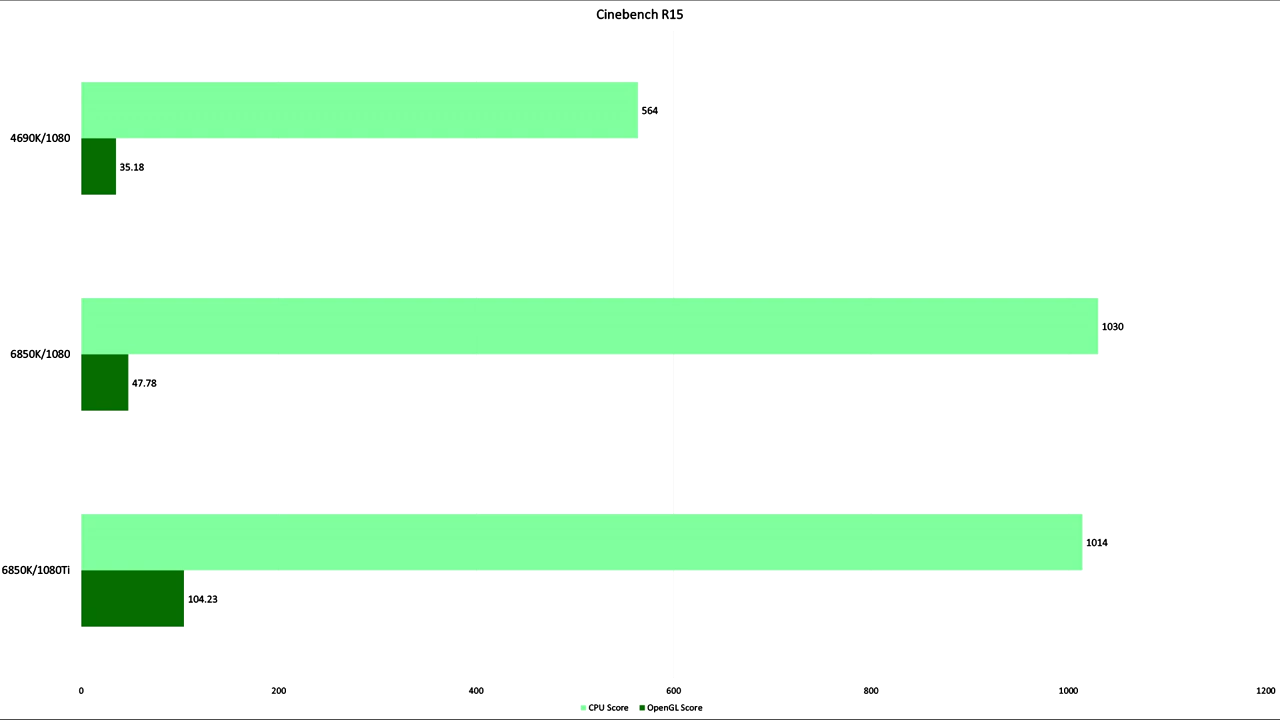 Cinebench R15
4690K/1080
564
35.18
6850K/1080
1030
47.78
6850K/1080Ti
1014
104.23
0 200 400 600 800 1000 1200
CPU Score OpenGL Score